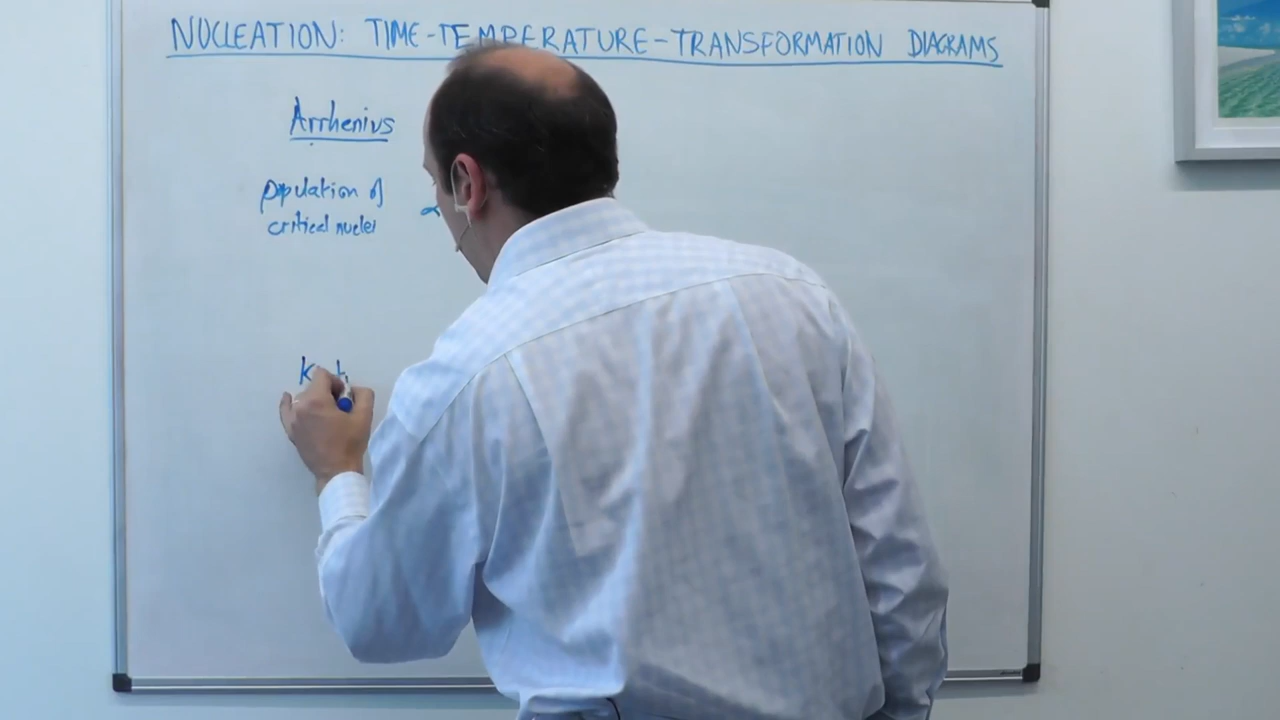 NUCLEATION: TIME-TEMPERATURE-TRANSFORMATION DIAGRAMS
Arrhenius
population of
critical nuclei